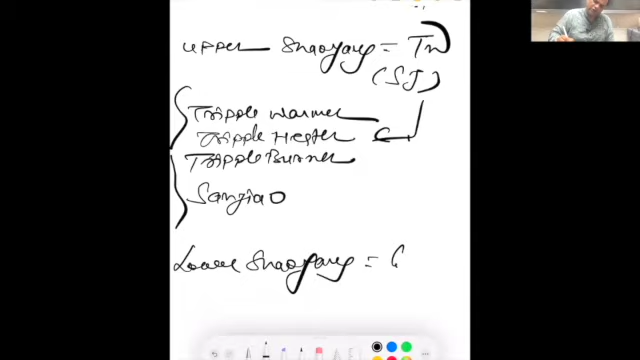 upper Shaoyang = TW
(SJ)
Tripple Warmer
Tripple Heater
Tripple Burner
Sanjiao
Lower Shaoyang = G